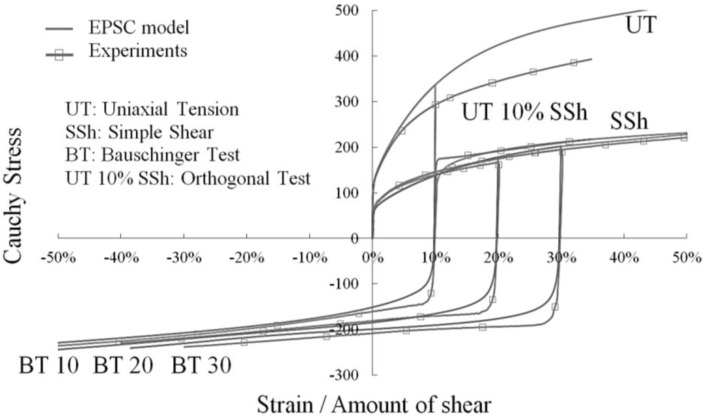 EPSC model
Experiments
UT: Uniaxial Tension
SSh: Simple Shear
BT: Bauschinger Test
UT 10% SSh: Orthogonal Test
UT
UT 10% SSh
SSh
500
400
300
200
100
0
-100
-200
-300
-50% -40% -30% -20% -10% 0% 10% 20% 30% 40% 50%
BT 10 BT 20 BT 30
Cauchy Stress
Strain / Amount of shear